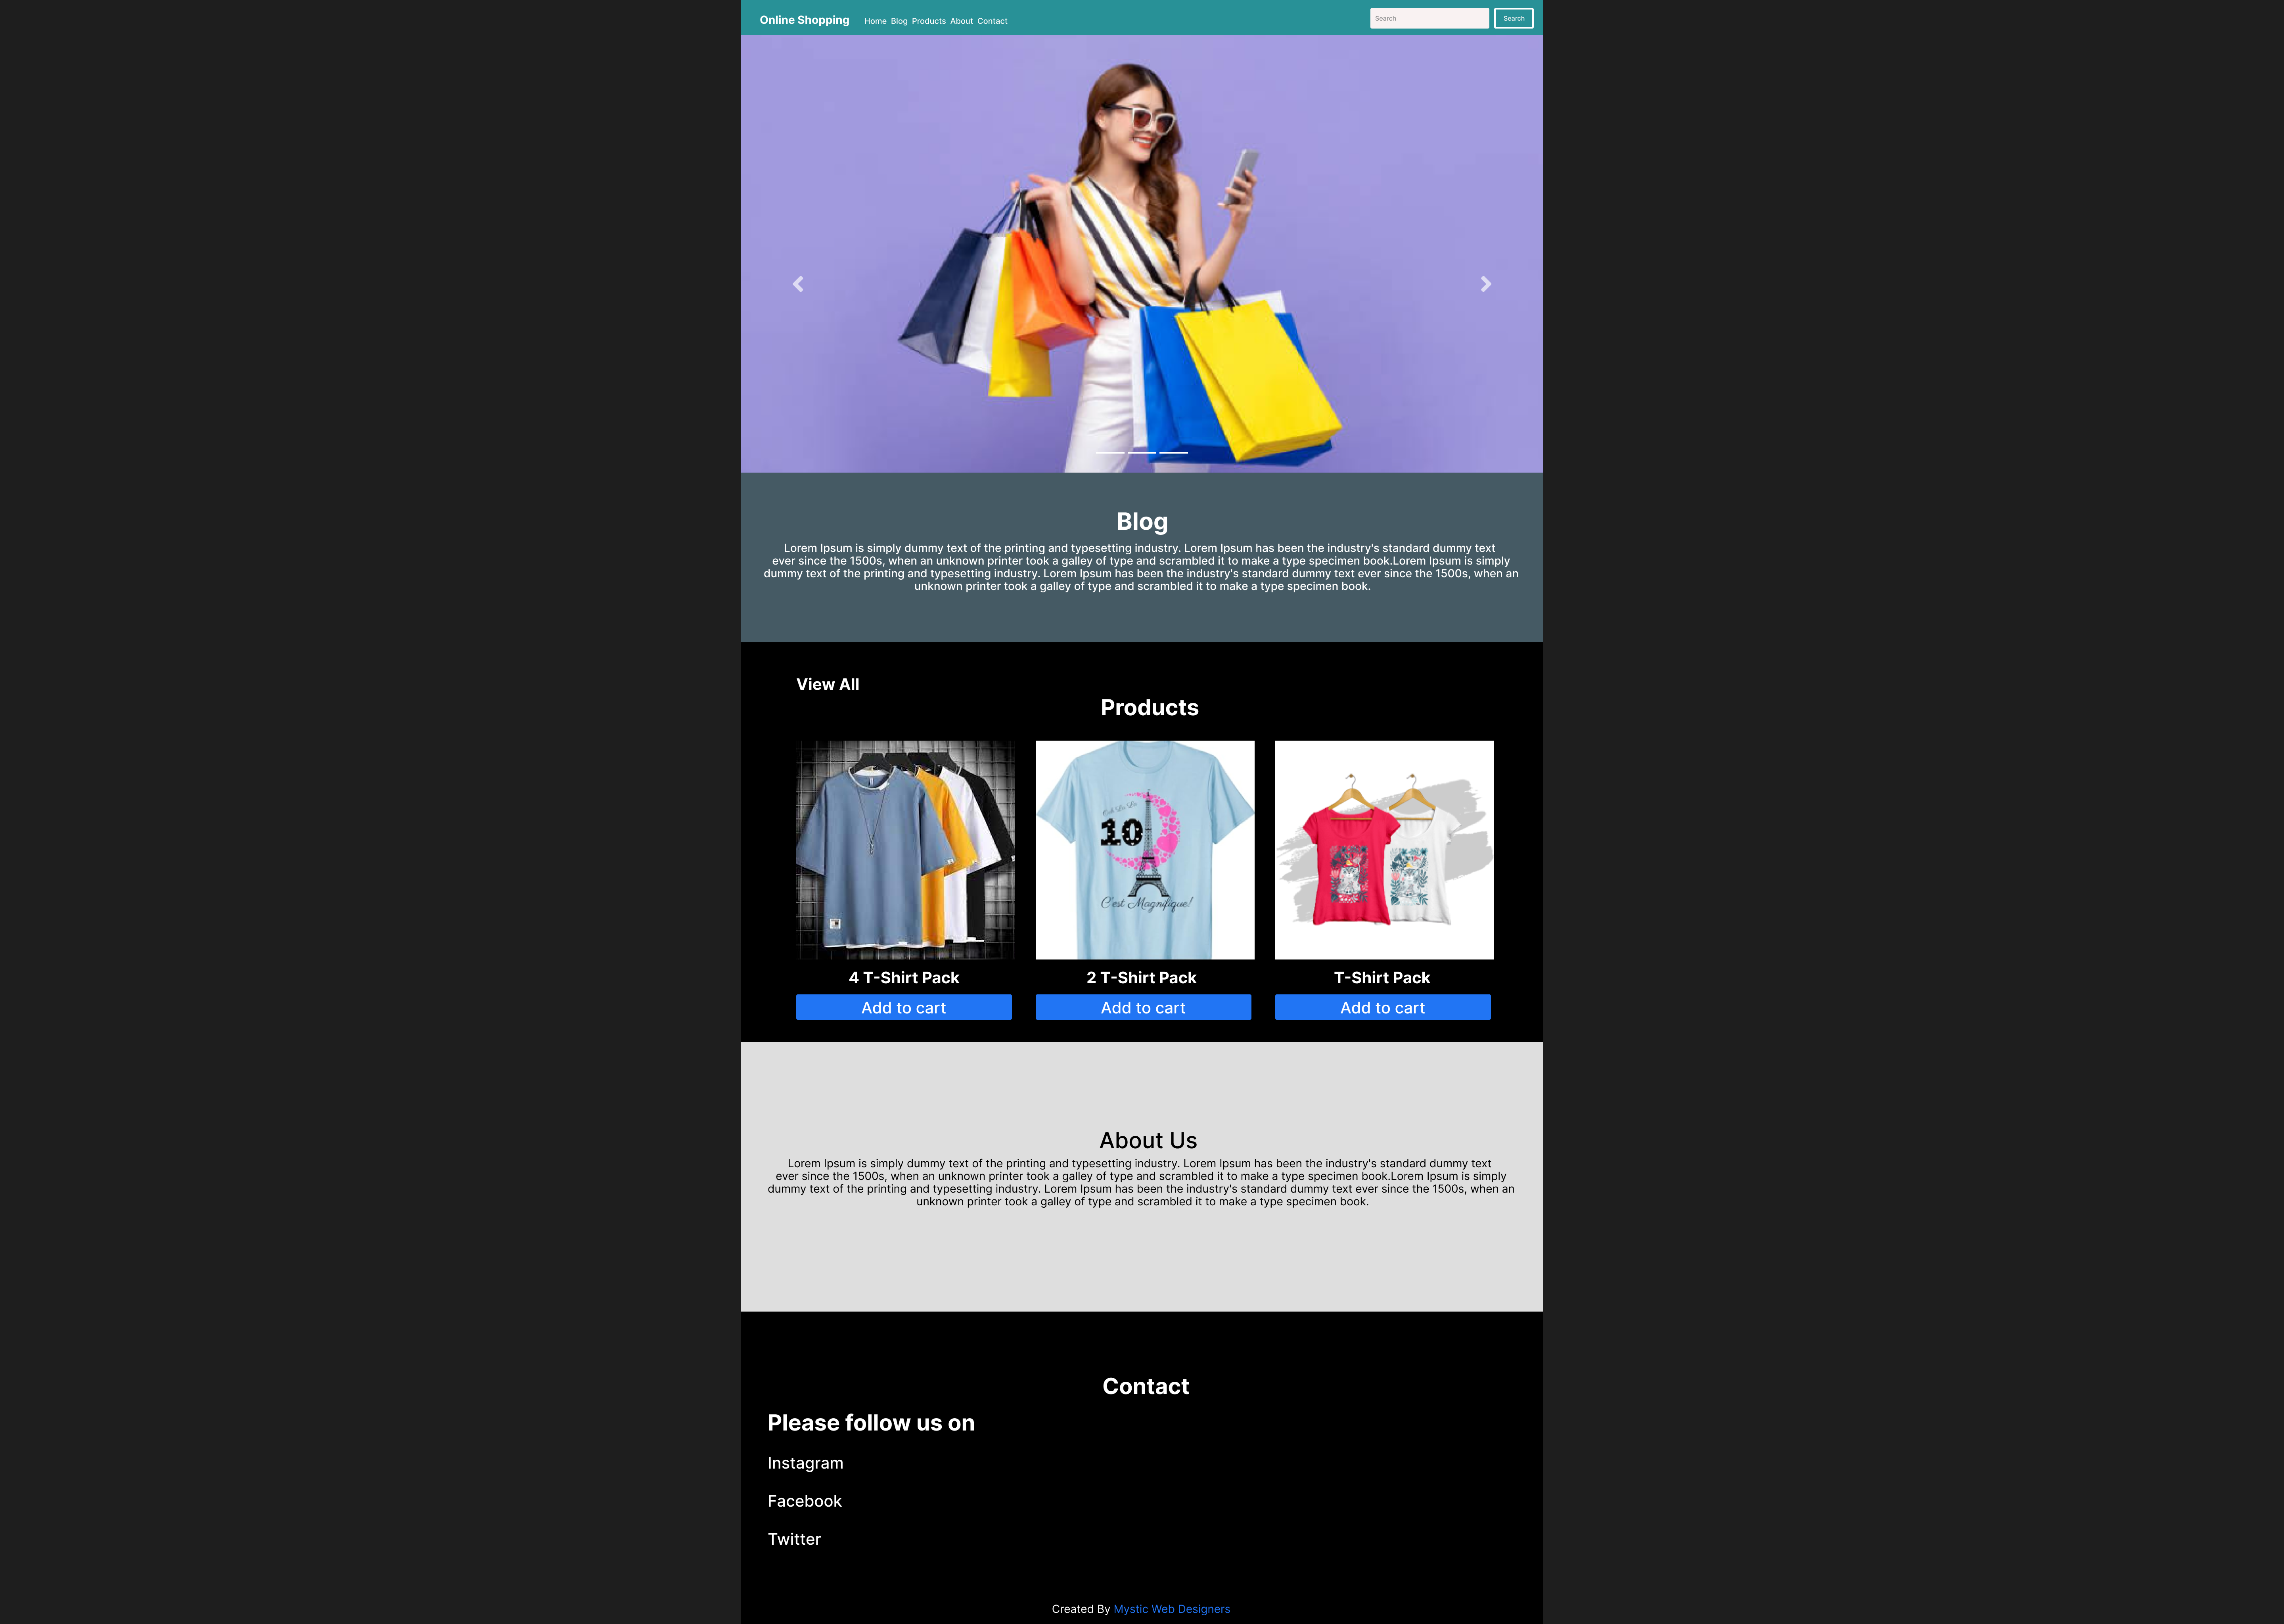 Online Shopping Home Blog Products About Contact Search Search
Blog
Lorem Ipsum is simply dummy text of the printing and typesetting industry. Lorem Ipsum has been the industry's standard dummy text
ever since the 1500s, when an unknown printer took a galley of type and scrambled it to make a type specimen book.Lorem Ipsum is simply
dummy text of the printing and typesetting industry. Lorem Ipsum has been the industry's standard dummy text ever since the 1500s, when an
unknown printer took a galley of type and scrambled it to make a type specimen book.
View All
Products
Ooh La La
10
C'est Magnifique!
4 T-Shirt Pack 2 T-Shirt Pack T-Shirt Pack
Add to cart Add to cart Add to cart
About Us
Lorem Ipsum is simply dummy text of the printing and typesetting industry. Lorem Ipsum has been the industry's standard dummy text
ever since the 1500s, when an unknown printer took a galley of type and scrambled it to make a type specimen book.Lorem Ipsum is simply
dummy text of the printing and typesetting industry. Lorem Ipsum has been the industry's standard dummy text ever since the 1500s, when an
unknown printer took a galley of type and scrambled it to make a type specimen book.
Contact
Please follow us on
Instagram
Facebook
Twitter
Created By Mystic Web Designers